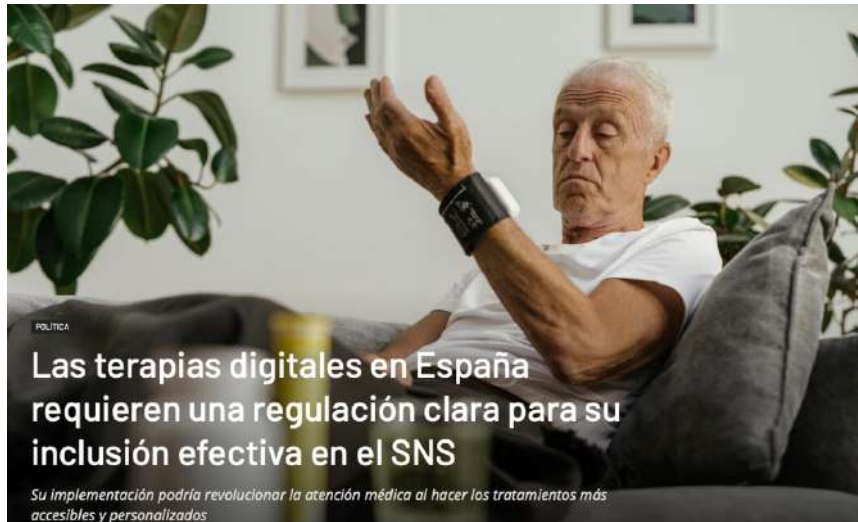 POLÍTICA
Las terapias digitales en España
requieren una regulación clara para su
inclusión efectiva en el SNS
Su implementación podría revolucionar la atención médica al hacer los tratamientos más
accesibles y personalizados